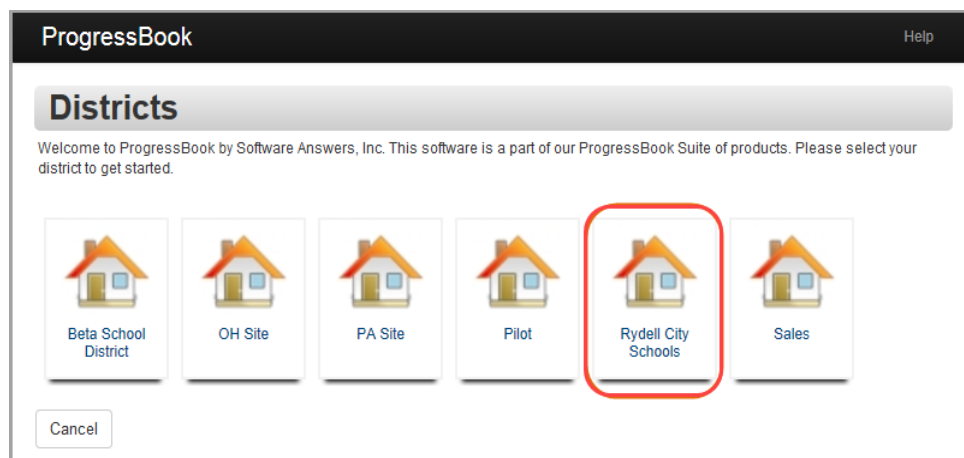 ProgressBook
Help
Districts
Welcome to ProgressBook by Software Answers, Inc. This software is a part of our ProgressBook Suite of products. Please select your
district to get started.
Beta School
District
OH Site
PA Site
Pilot
Rydell City
Schools
Sales
Cancel